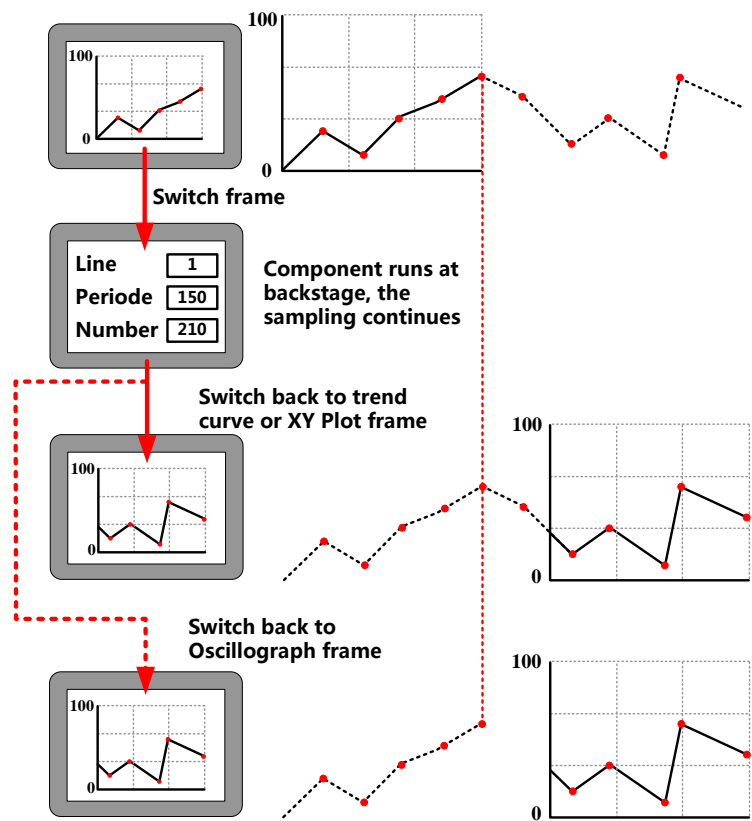 100
0
100
0
Switch frame
Line 1
Periode 150
Number 210
Component runs at
backstage, the
sampling continues
Switch back to trend
curve or XY Plot frame
100
0
100
0
Switch back to
Oscillograph frame
100
0
100
0